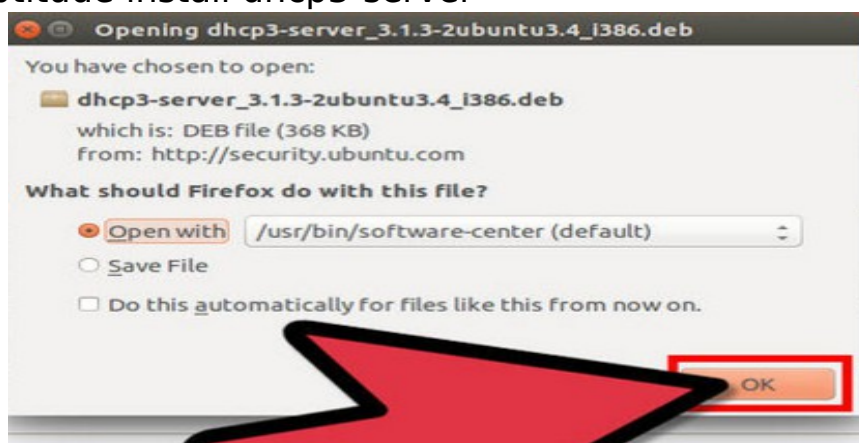 install dhcp3-server
Opening dhcp3-server_3.1.3-2ubuntu3.4_i386.deb
You have chosen to open:
dhcp3-server_3.1.3-2ubuntu3.4_i386.deb
which is: DEB file (368 KB)
from: http://security.ubuntu.com
What should Firefox do with this file?
Open with /usr/bin/software-center (default)
Save File
Do this automatically for files like this from now on.
OK